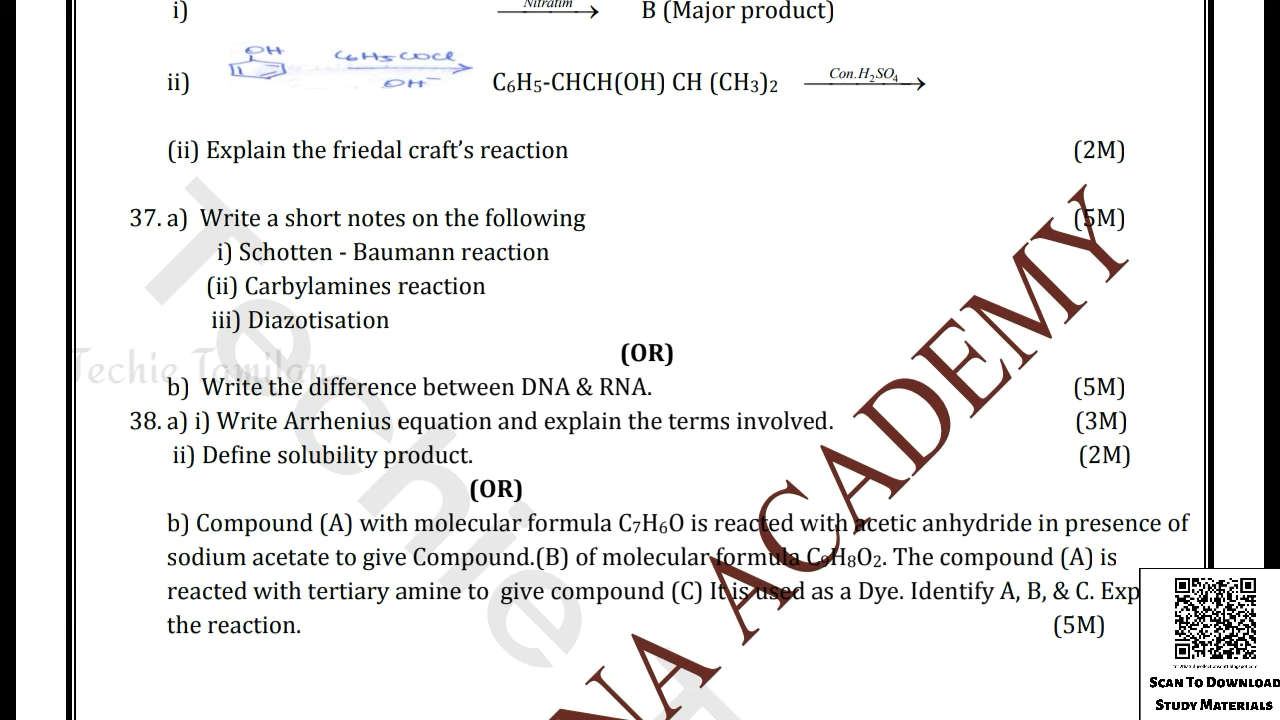 i) Nitratim B (Major product)
OH C6H5COCl
OH⁻
ii) C₆H₅-CHCH(OH) CH (CH₃)₂ Con.H₂SO₄
(ii) Explain the friedal craft’s reaction (2M)
37. a) Write a short notes on the following (5M)
i) Schotten - Baumann reaction
(ii) Carbylamines reaction
iii) Diazotisation
(OR)
Techie Tomilan
b) Write the difference between DNA & RNA. (5M)
38. a) i) Write Arrhenius equation and explain the terms involved. (3M)
ii) Define solubility product. (2M)
(OR)
b) Compound (A) with molecular formula C₇H₆O is reacted with acetic anhydride in presence of
sodium acetate to give Compound.(B) of molecular formula C₉H₈O₂. The compound (A) is
reacted with tertiary amine to give compound (C) It is used as a Dye. Identify A, B, & C. Exp
the reaction. (5M)
Techie
NA ACADEMY
SCAN TO DOWNLOAD
STUDY MATERIALS